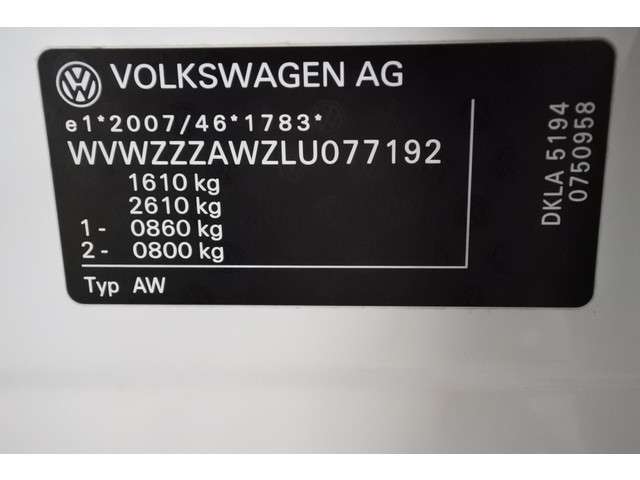 VOLKSWAGEN AG
e1*2007/46*1783*
WVWZZZAWZLU077192
1610 kg
2610 kg
1- 0860 kg
2- 0800 kg
Typ AW
DKLA 5194
0750958